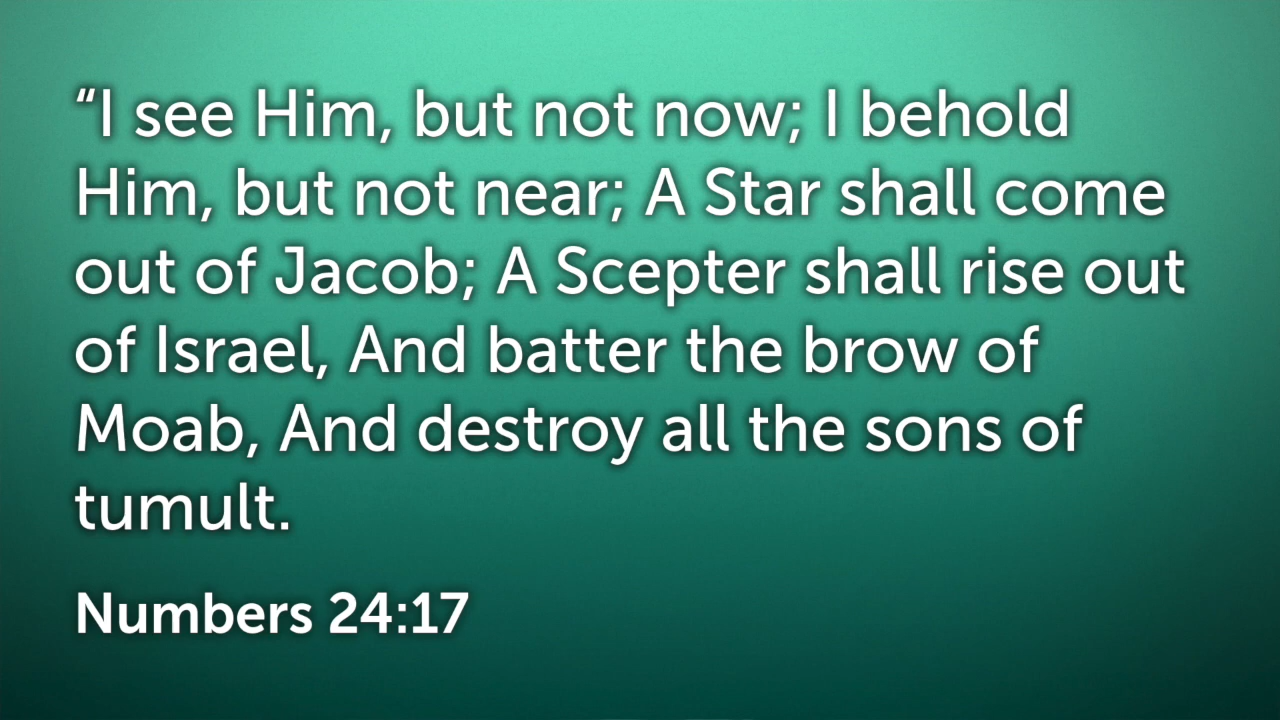 “I see Him, but not now; I behold
Him, but not near; A Star shall come
out of Jacob; A Scepter shall rise out
of Israel, And batter the brow of
Moab, And destroy all the sons of
tumult.
Numbers 24:17